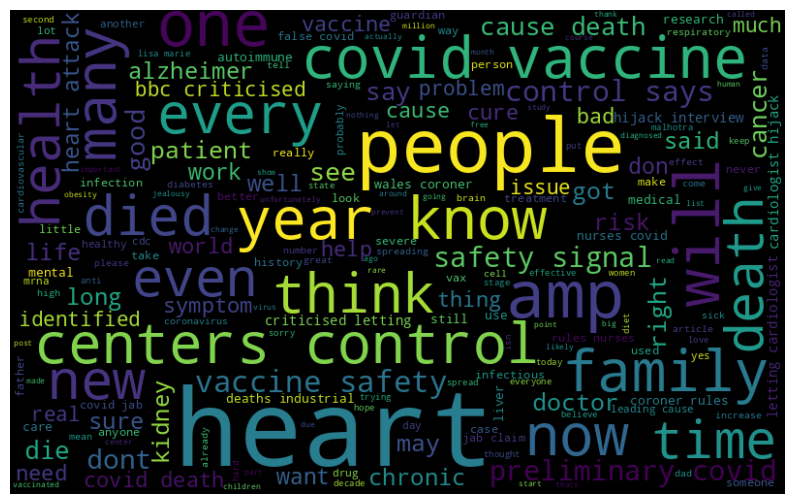 second
lot
another
one
false covid
lisa marie
vaccine
guardian
million
way
called
actually
tell
autoimmune
thank
course
cause death
research
respiratory
much
health
many
heart attack
alzheimer
bbc criticised
saying
covid vaccine
person
month
data
human
study
nothing
let
free
diagnosed
put
malhotra
keep
say
problem
control says
cause
cure
bad
hijack interview
cancer
cardiologist hijack
every
good
patient
probably
really
said
work
see
people
don
cardiovascular
important
infection
diabetes
show
state
unfortunately
effect
never
wales coroner
issue
got
make
come
give
list
obesity
jealousy
better
well
look
around
going
brain
treatment
medical
nurses covid
little
died
year know
risk
will
death
change
prevent
life
healthy
cdc
world
number
spreading
help
severe
safety signal
take
history
great
lago
please
rare
cell
effective
women
read
mental
even
think
amp
right
mrna
anti
long
symptom
vax
stage
thing
high
virus
use
diet
sick
identified
coronavirus
sorry
criticised letting
still
point
big
article
love
post
isn
today
rules nurses
yes
centers control
likely
used
family
letting cardiologist
father
new
vaccine safety
spread
infectious
everyone
doctor
coroner rules
made
deaths industrial
trying
liver
believe
leading cause
increase
real
covid jab
claim
hope
heart
now
time
care
sure
mean
anyone
kidney
due
day
case
jab claim
thought
die
center
already
may
dad
someone
need
dont
want
drug
decade
chronic
preliminary covid
vaccinated
covid death
children
hard
part
start
thats